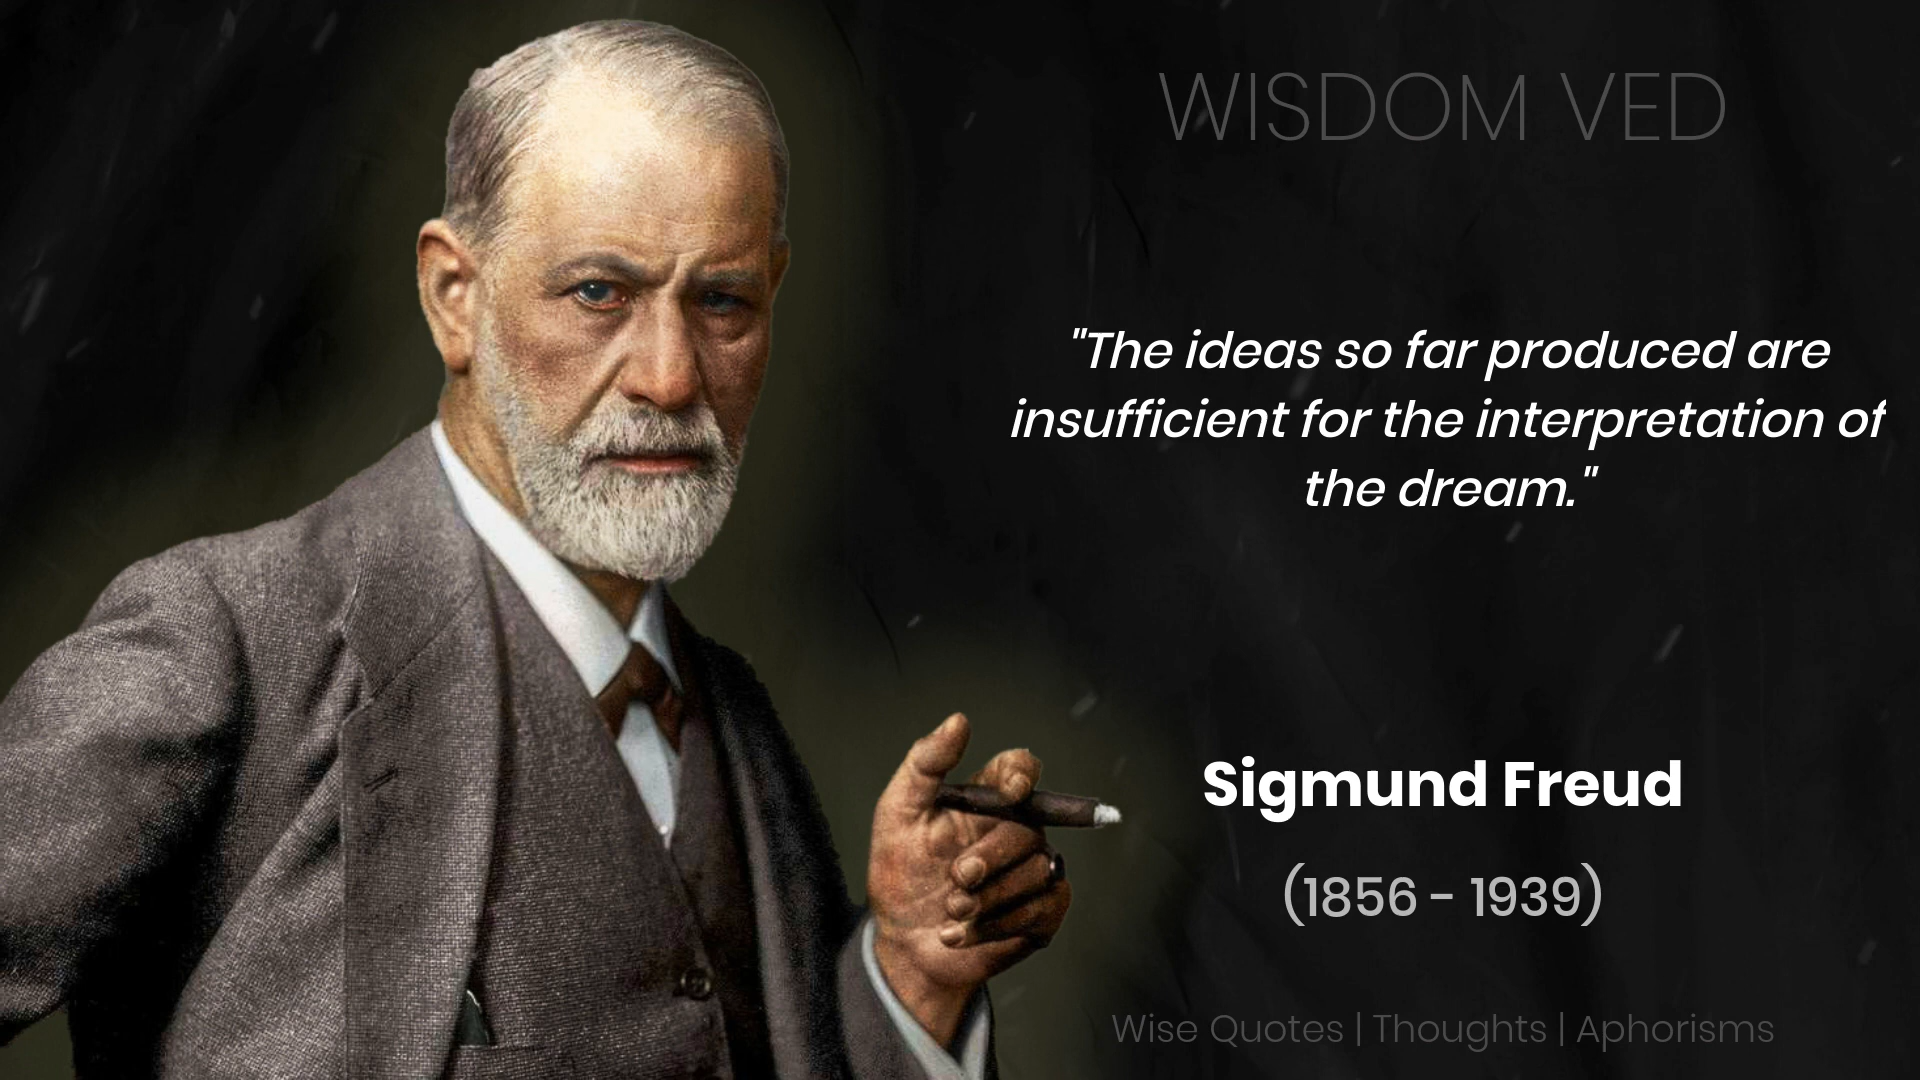 WISDOM VED
"The ideas so far produced are
insufficient for the interpretation of
the dream."
Sigmund Freud
(1856 - 1939)
Wise Quotes | Thoughts | Aphorisms